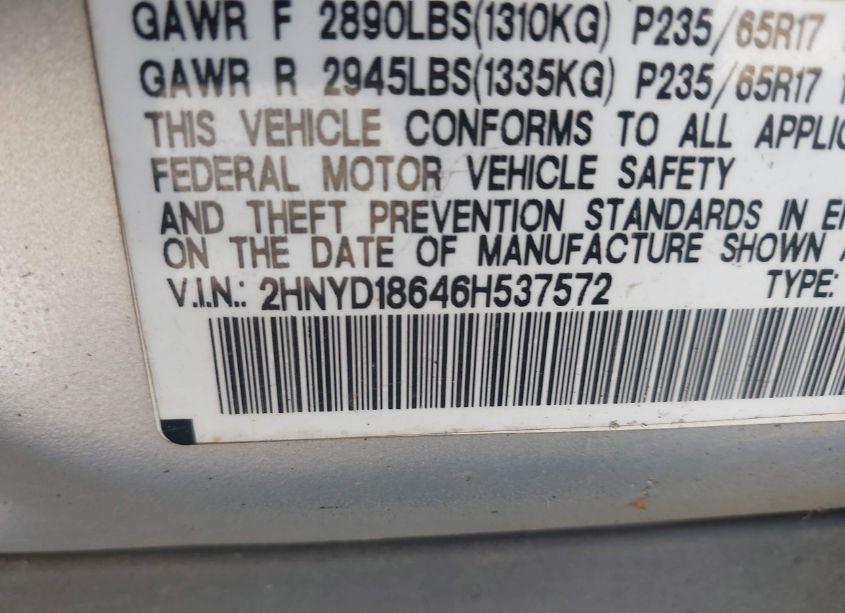 GAWR F 2890LBS(1310KG) P235/65R17
GAWR R 2945LBS(1335KG) P235/65R17
THIS VEHICLE CONFORMS TO ALL APPLIC
FEDERAL MOTOR VEHICLE SAFETY
AND THEFT PREVENTION STANDARDS IN E
ON THE DATE OF MANUFACTURE SHOWN A
V.I.N.: 2HNYD18646H537572 TYPE: